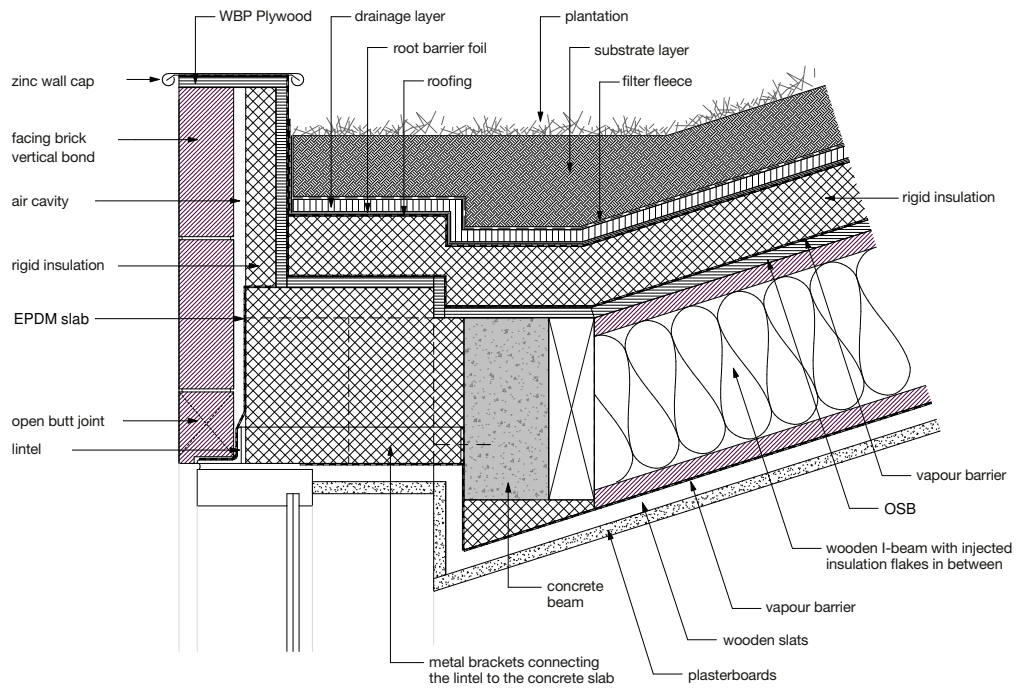 WBP Plywood
drainage layer
plantation
root barrier foil
substrate layer
zinc wall cap
roofing
filter fleece
facing brick
vertical bond
air cavity
rigid insulation
rigid insulation
EPDM slab
open butt joint
lintel
vapour barrier
OSB
wooden I-beam with injected
insulation flakes in between
concrete
beam
vapour barrier
wooden slats
metal brackets connecting
the lintel to the concrete slab
plasterboards